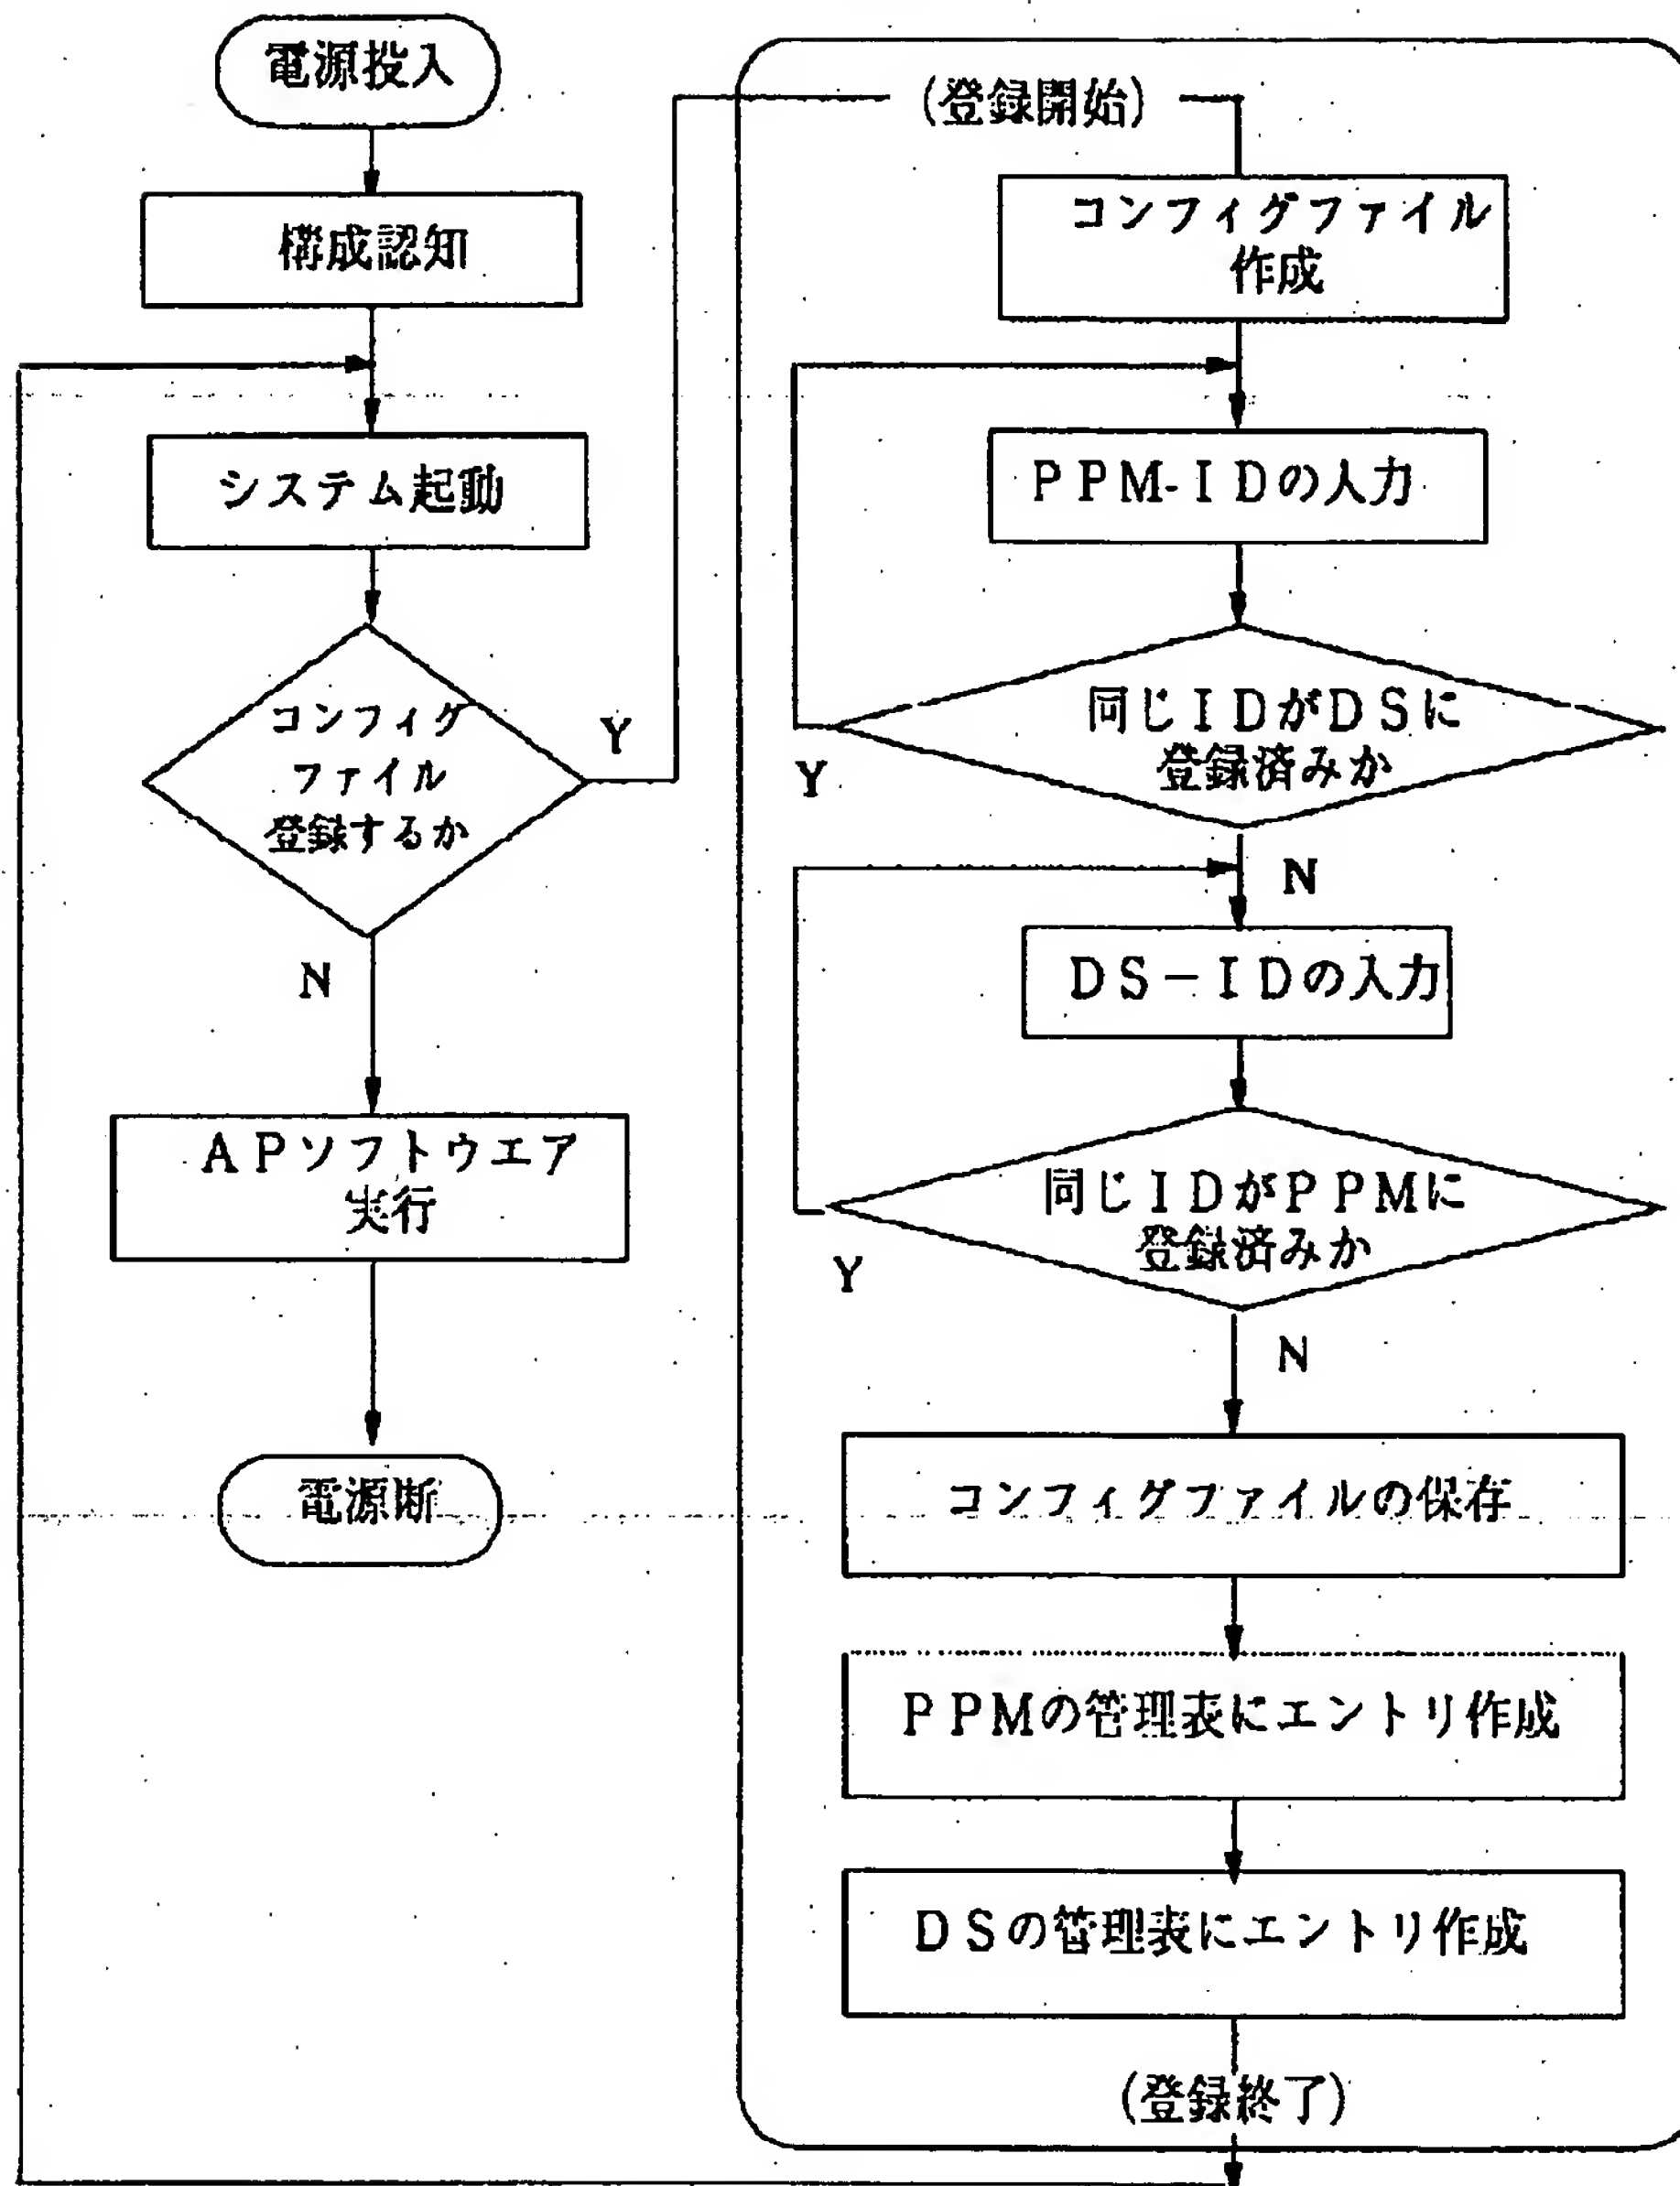 電源投入
構成認知
システム起動
コンフィグ
ファイル
登録するか
Y
N
APソフトウエア
実行
電源断
(登録開始)
コンフィグファイル
作成
PPM-IDの入力
同じIDがDSに
登録済みか
Y
N
DS-IDの入力
同じIDがPPMに
登録済みか
Y
N
コンフィグファイルの保存
PPMの管理表にエントリ作成
DSの管理表にエントリ作成
(登録終了)